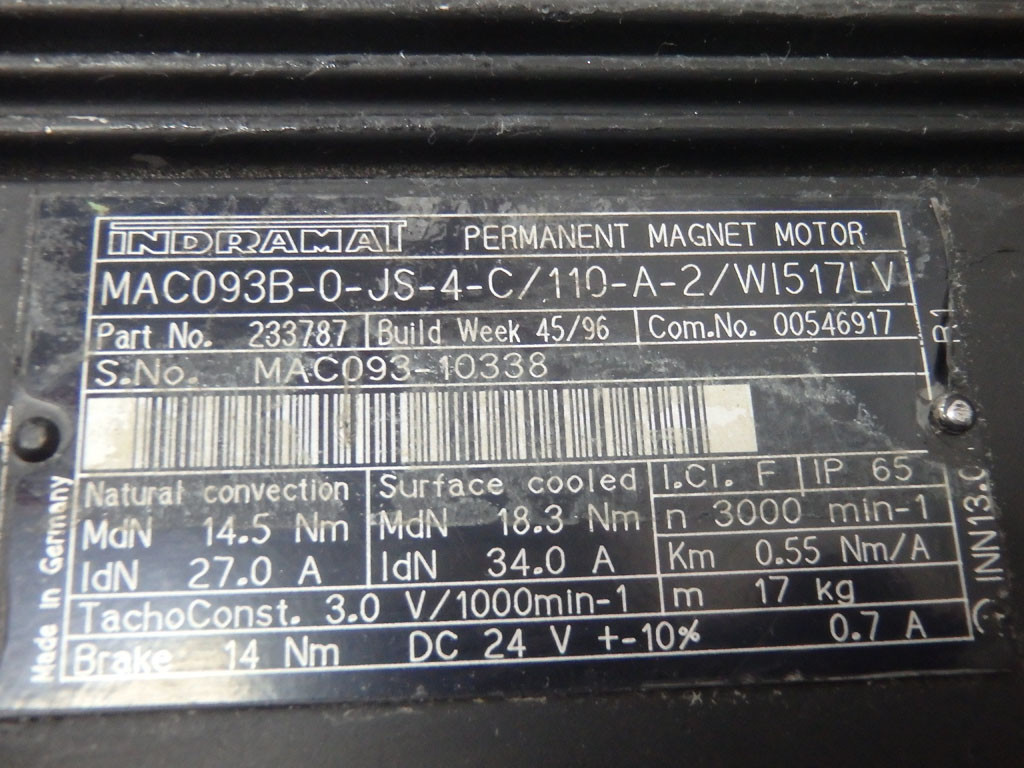 INDRAMAT PERMANENT MAGNET MOTOR
MAC093B-0-JS-4-C/110-A-2/WI517LV
Part No. 233787 Build Week 45/96 Com.No. 00546917
S.No. MAC093-10338
Natural convection Surface cooled I.Cl. F IP 65
MdN 14.5 Nm MdN 18.3 Nm n 3000 min-1
IdN 27.0 A IdN 34.0 A Km 0.55 Nm/A
TachoConst. 3.0 V/1000min-1 m 17 kg
Brake 14 Nm DC 24 V +-10% 0.7 A
Made in Germany
R1